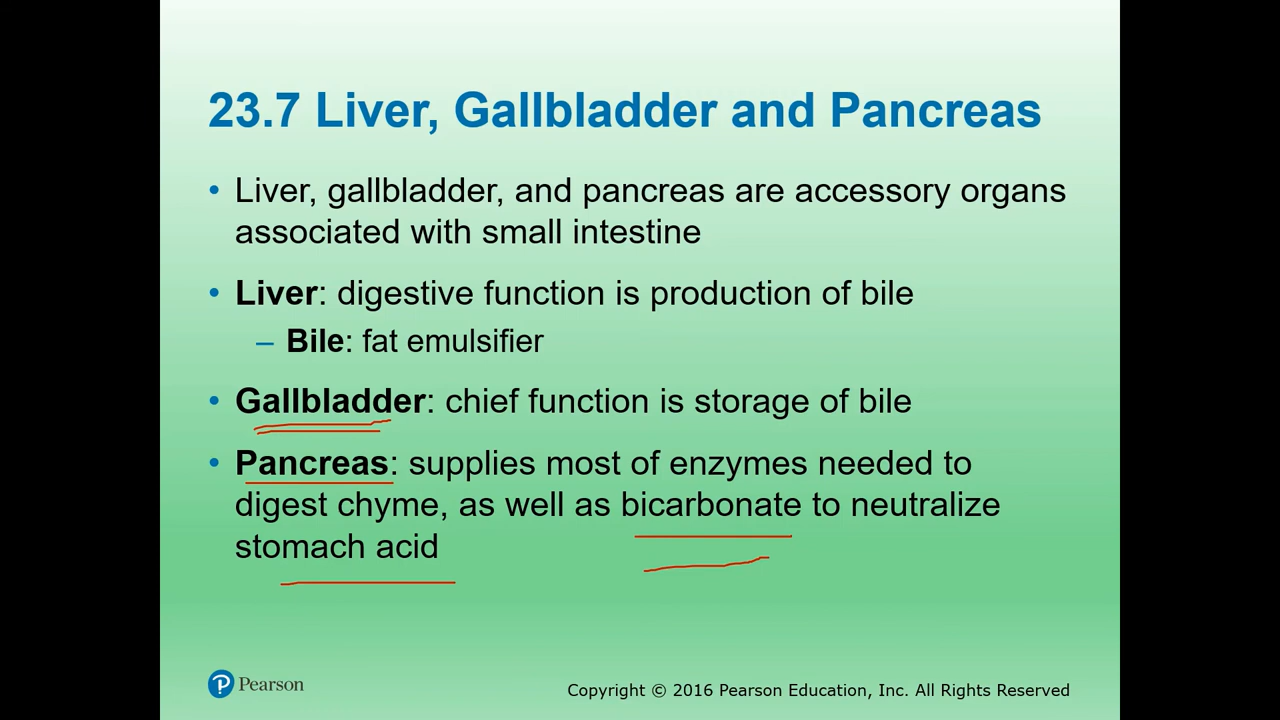 23.7 Liver, Gallbladder and Pancreas
• Liver, gallbladder, and pancreas are accessory organs
associated with small intestine
• Liver: digestive function is production of bile
– Bile: fat emulsifier
• Gallbladder: chief function is storage of bile
• Pancreas: supplies most of enzymes needed to
digest chyme, as well as bicarbonate to neutralize
stomach acid
P Pearson
Copyright © 2016 Pearson Education, Inc. All Rights Reserved